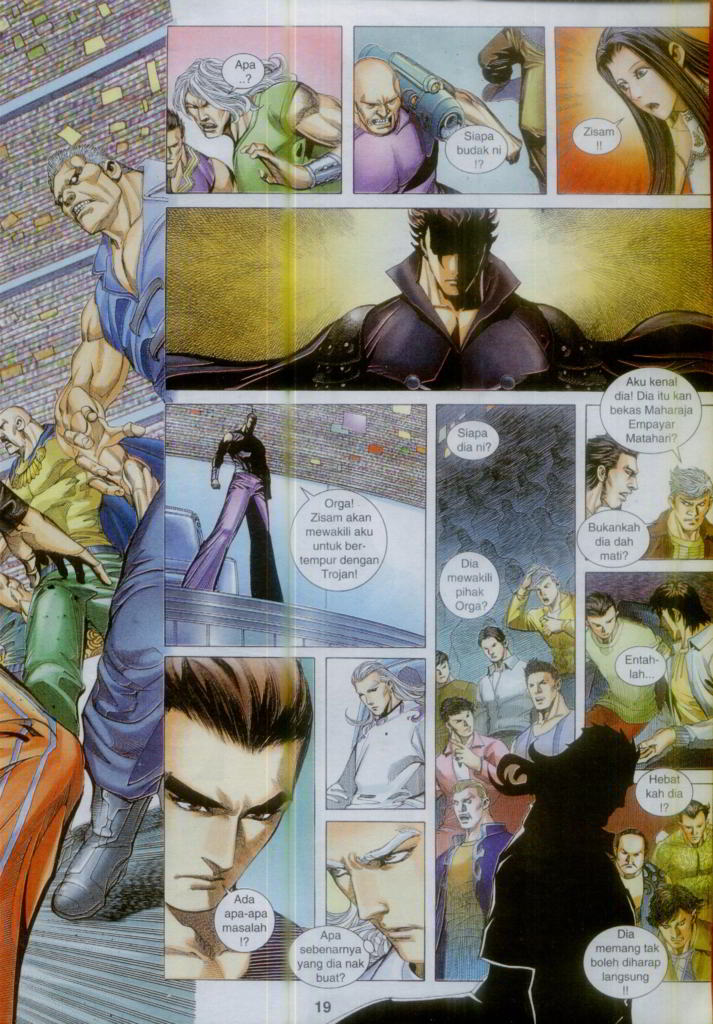 Apa
..?
Siapa
budak ni
!?
Zisam
!!
Orga!
Zisam akan
mewakili aku
untuk ber-
tempur dengan
Trojan!
Siapa
dia ni?
Aku kenal
dia! Dia itu kan
bekas Maharaja
Empayar
Matahari?
Bukankah
dia dah
mati?
Dia
mewakili
pihak
Orga?
Entah-
lah...
Ada
apa-apa
masalah
!?
Apa
sebenarnya
yang dia nak
buat?
Hebat
kah dia
!?
Dia
memang tak
boleh diharap
langsung
!!
19